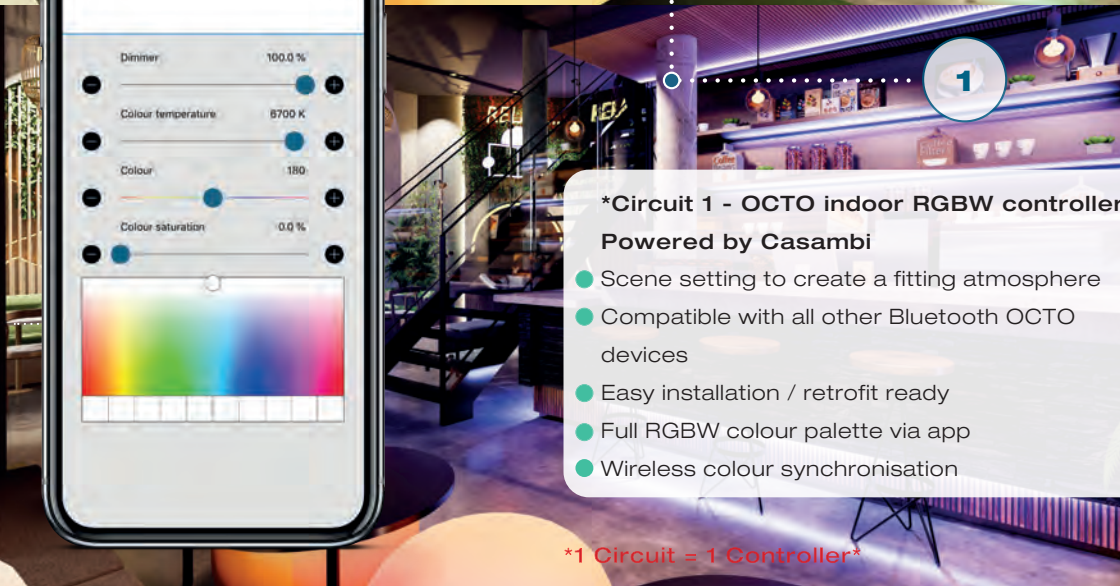 Dimmer 100.0 %
Colour temperature 6700 K
Colour 180
Colour saturation 0.0 %
1
*Circuit 1 - OCTO indoor RGBW controller
Powered by Casambi
Scene setting to create a fitting atmosphere
Compatible with all other Bluetooth OCTO
devices
Easy installation / retrofit ready
Full RGBW colour palette via app
Wireless colour synchronisation
*1 Circuit = 1 Controller*